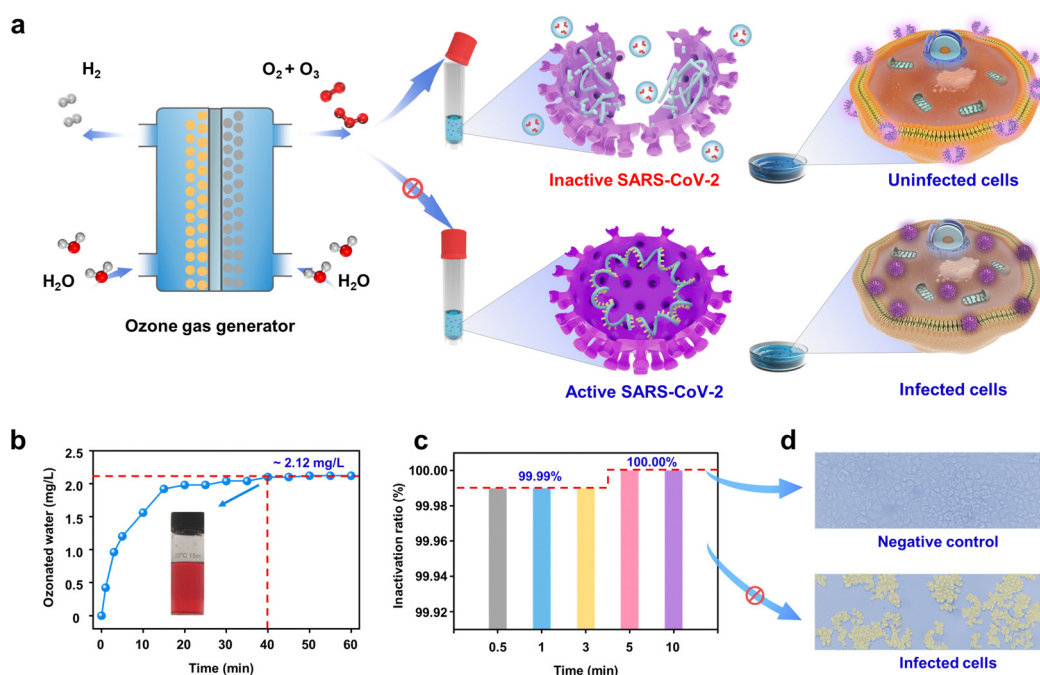 a
H2
O2 + O3
H2O
H2O
Ozone gas generator
Inactive SARS-CoV-2
Uninfected cells
Active SARS-CoV-2
Infected cells
b
Ozonated water (mg/L)
2.5
2.0
1.5
1.0
0.5
0
~ 2.12 mg/L
0 10 20 30 40 50 60
Time (min)
c
Inactivation ratio (%)
100.00
99.98
99.96
99.94
99.92
99.99%
100.00%
0.5 1 3 5 10
Time (min)
d
Negative control
Infected cells